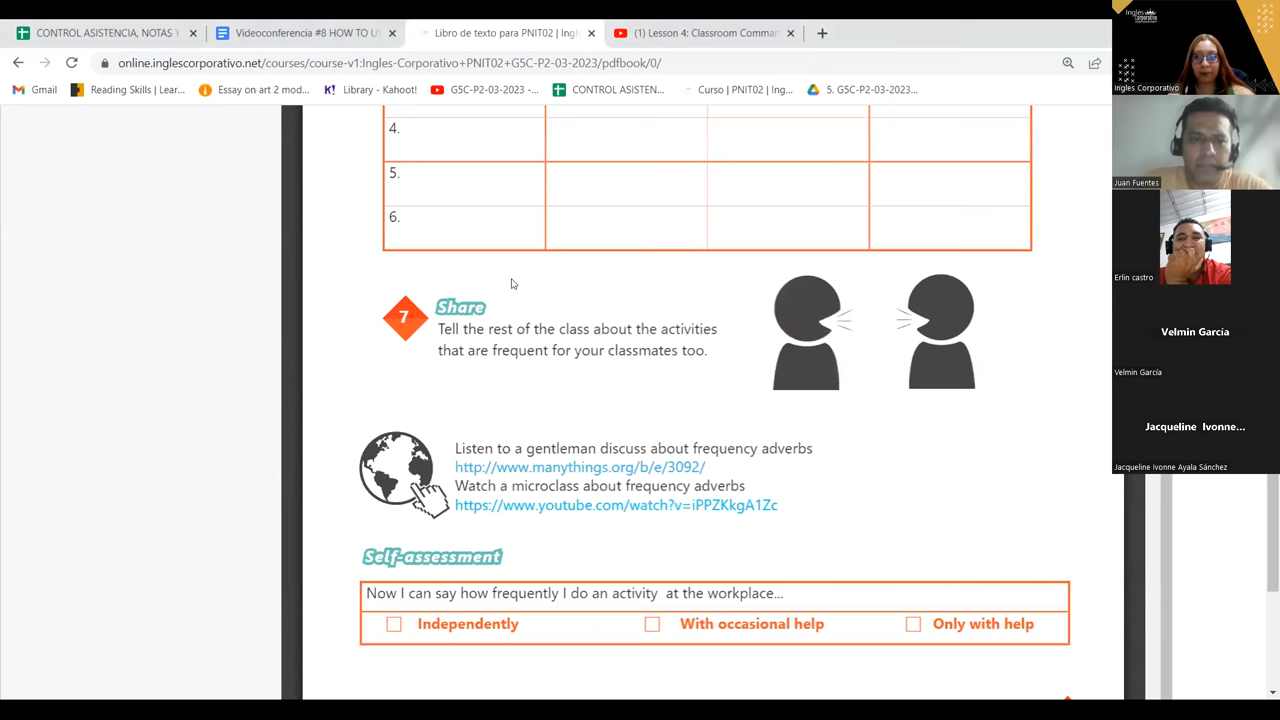 CONTROL ASISTENCIA, NOTAS Y
Videoconferencia #8 HOW TO US
Libro de texto para PNIT02 | Ingl
(1) Lesson 4: Classroom Comman
online.inglescorporativo.net/courses/course-v1:Ingles-Corporativo+PNIT02+G5C-P2-03-2023/pdfbook/0/
Gmail
Reading Skills | Lear...
Essay on art 2 mod...
Library - Kahoot!
G5C-P2-03-2023 -...
CONTROL ASISTEN...
Curso | PNIT02 | Ing...
5. G5C-P2-03-2023...
4.
5.
6.
7
Share
Tell the rest of the class about the activities
that are frequent for your classmates too.
Listen to a gentleman discuss about frequency adverbs
http://www.manythings.org/b/e/3092/
Watch a microclass about frequency adverbs
https://www.youtube.com/watch?v=iPPZKkgA1Zc
Self-assessment
Now I can say how frequently I do an activity at the workplace...
Independently
With occasional help
Only with help
Inglés
Corporativo
Ingles Corporativo
Juan Fuentes
Erlin castro
Velmin García
Velmin García
Jacqueline Ivonne...
Jacqueline Ivonne Ayala Sánchez